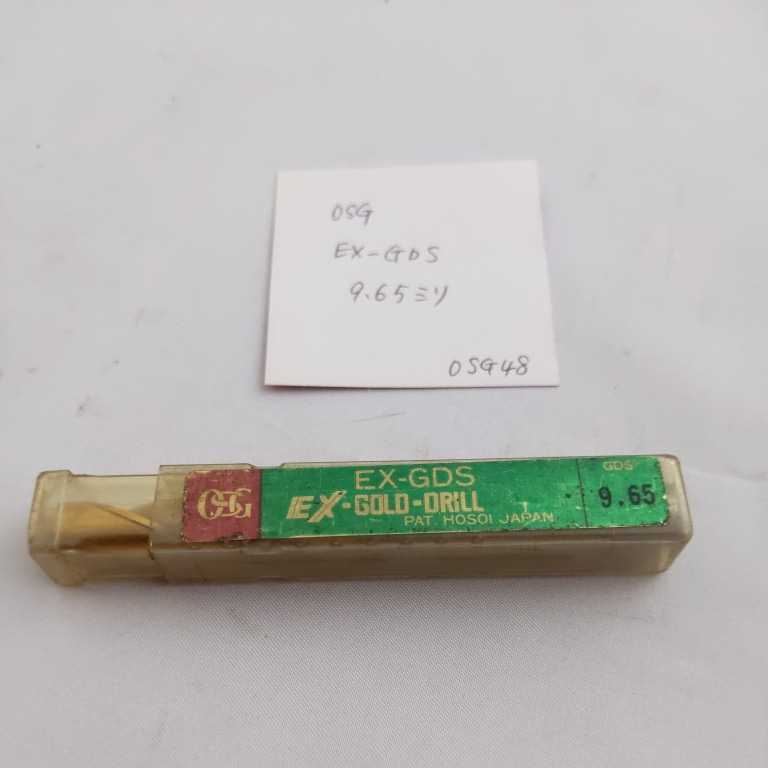 OSG
EX-GDS
9.65ミリ
OSG48
OSG
EX-GDS
EX-GOLD-DRILL
PAT. HOSOI JAPAN
GDS
9.65